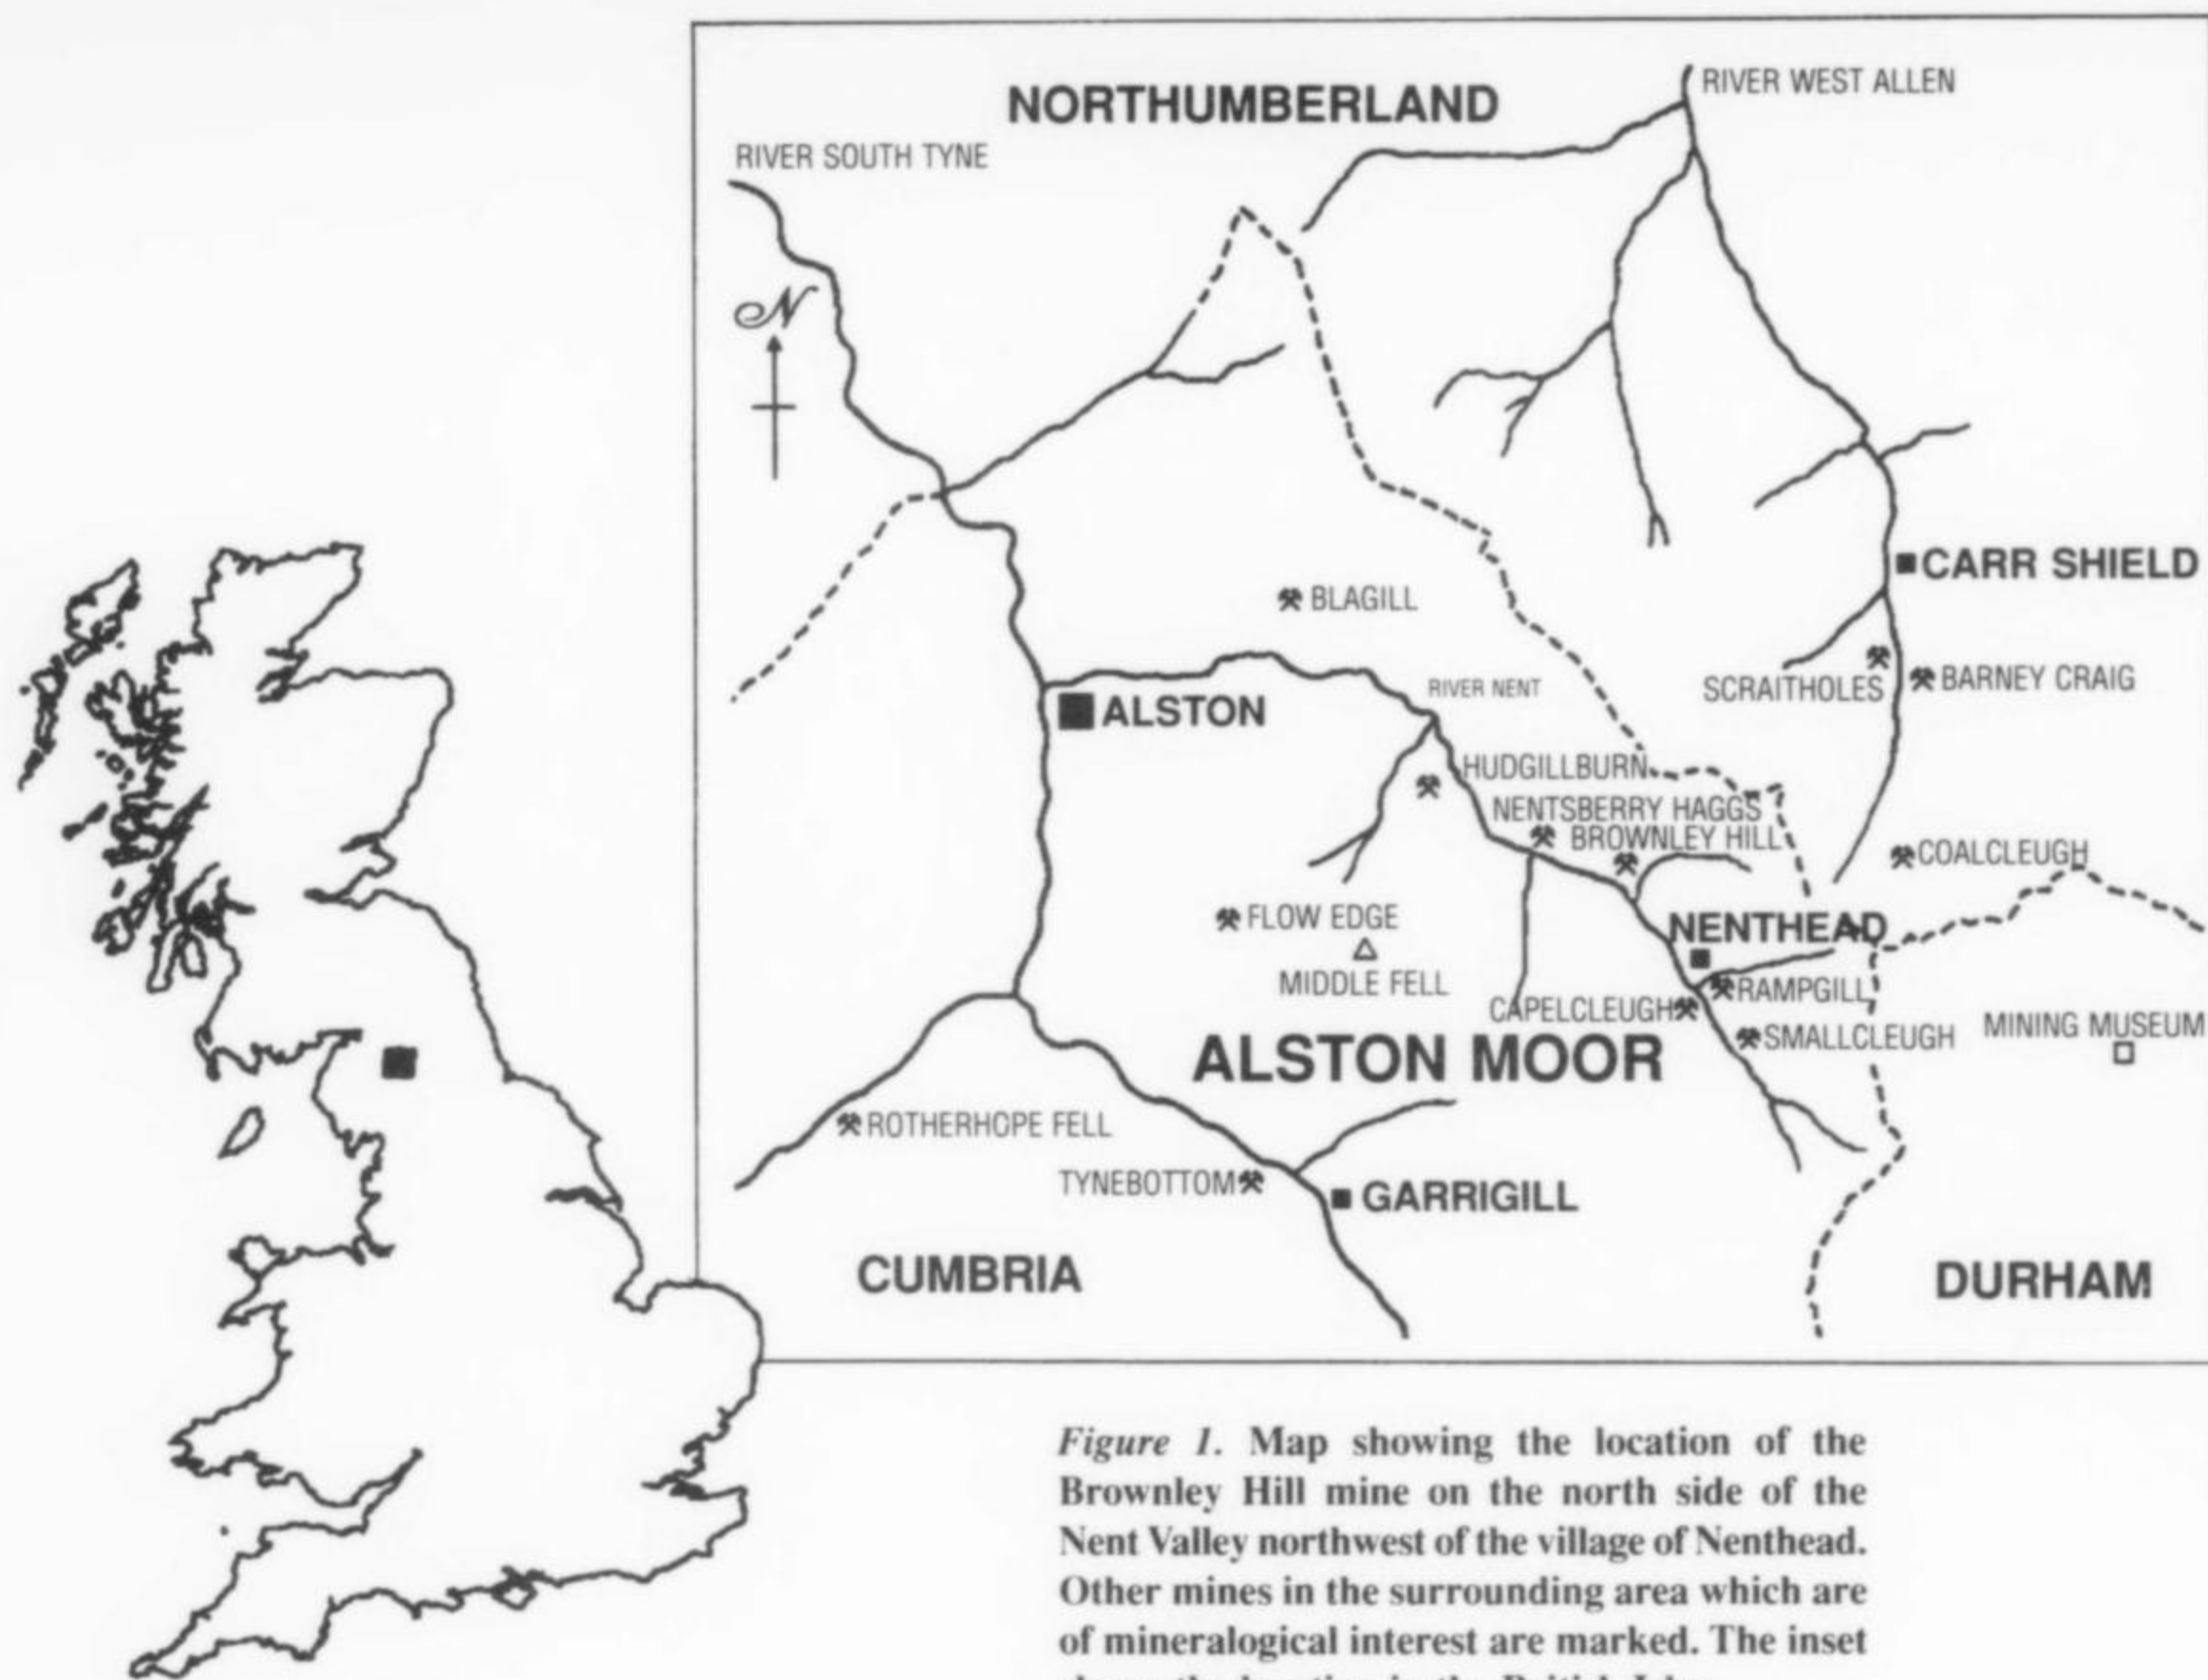 NORTHUMBERLAND
RIVER WEST ALLEN
RIVER SOUTH TYNE
N
CARR SHIELD
BLAGILL
SCRAITHOLES
BARNEY CRAIG
RIVER NENT
ALSTON
HUDGILLBURN
NENTSBERRY HAGGS
BROWNLEY HILL
COALCLEUGH
FLOW EDGE
MIDDLE FELL
NENTHEAD
RAMPGILL
CAPELCLEUGH
SMALLCLEUGH
MINING MUSEUM
ALSTON MOOR
ROTHERHOPE FELL
TYNEBOTTOM
GARRIGILL
CUMBRIA
DURHAM
Figure 1. Map showing the location of the
Brownley Hill mine on the north side of the
Nent Valley northwest of the village of Nenthead.
Other mines in the surrounding area which are
of mineralogical interest are marked. The inset